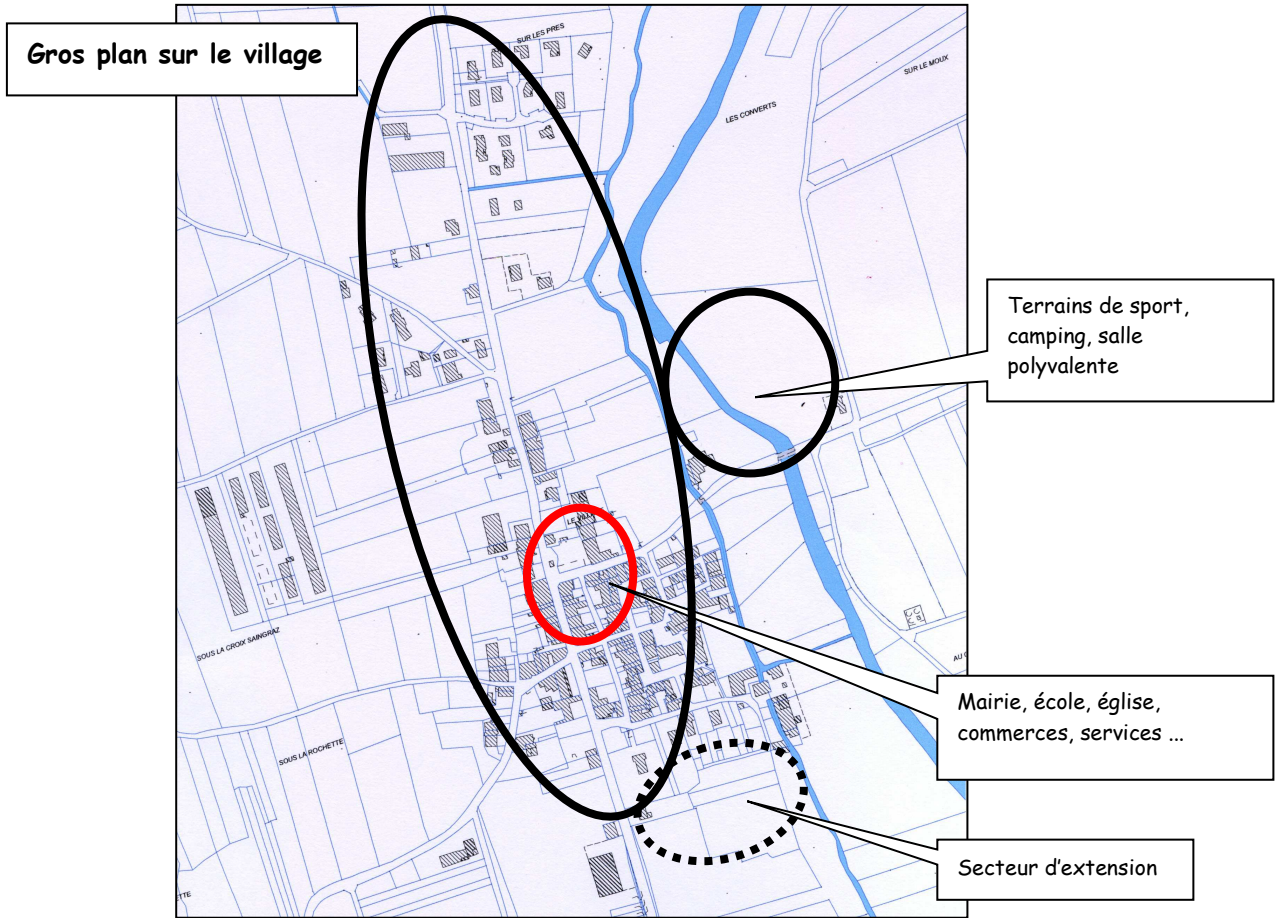 Gros plan sur le village
SUR LES PRES
SUR LE MOUX
LES CONVERTS
Terrains de sport,
camping, salle
polyvalente
SOUS LA CROIX SAINGRAZ
Mairie, école, église,
commerces, services ...
SOUS LA ROCHETTE
Secteur d'extension